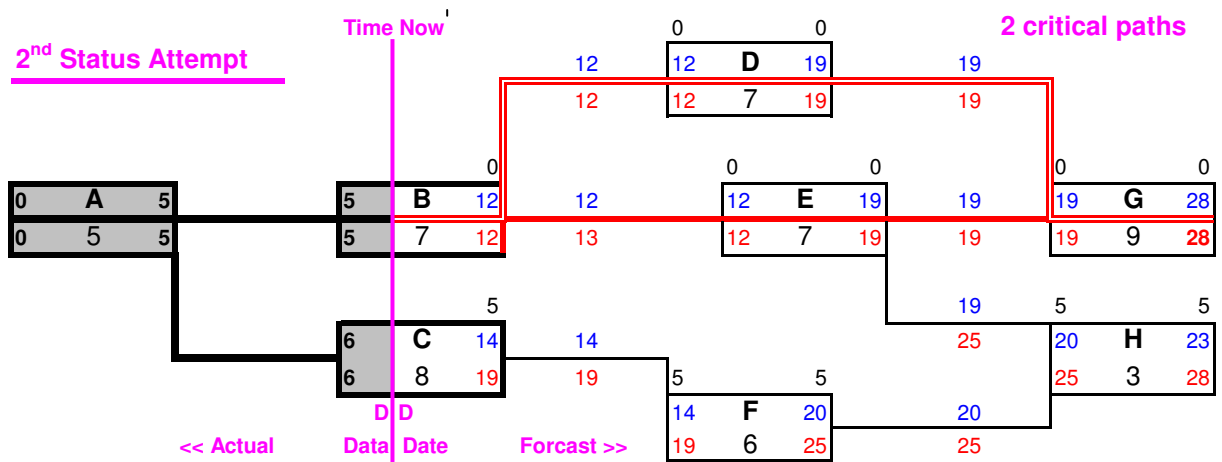 Time Now'
0 0
2 critical paths
2nd Status Attempt
12 12 D 19 19
12 12 7 19 19
0 0 0 0 0
0 A 5 5 B 12 12 12 E 19 19 19 G 28
0 5 5 5 7 12 13 12 7 19 19 19 9 28
5 19 5 5
6 C 14 14 25 20 H 23
6 8 19 19 5 5 25 3 28
D D 14 F 20 20
<< Actual Data Date Forcast >> 19 6 25 25